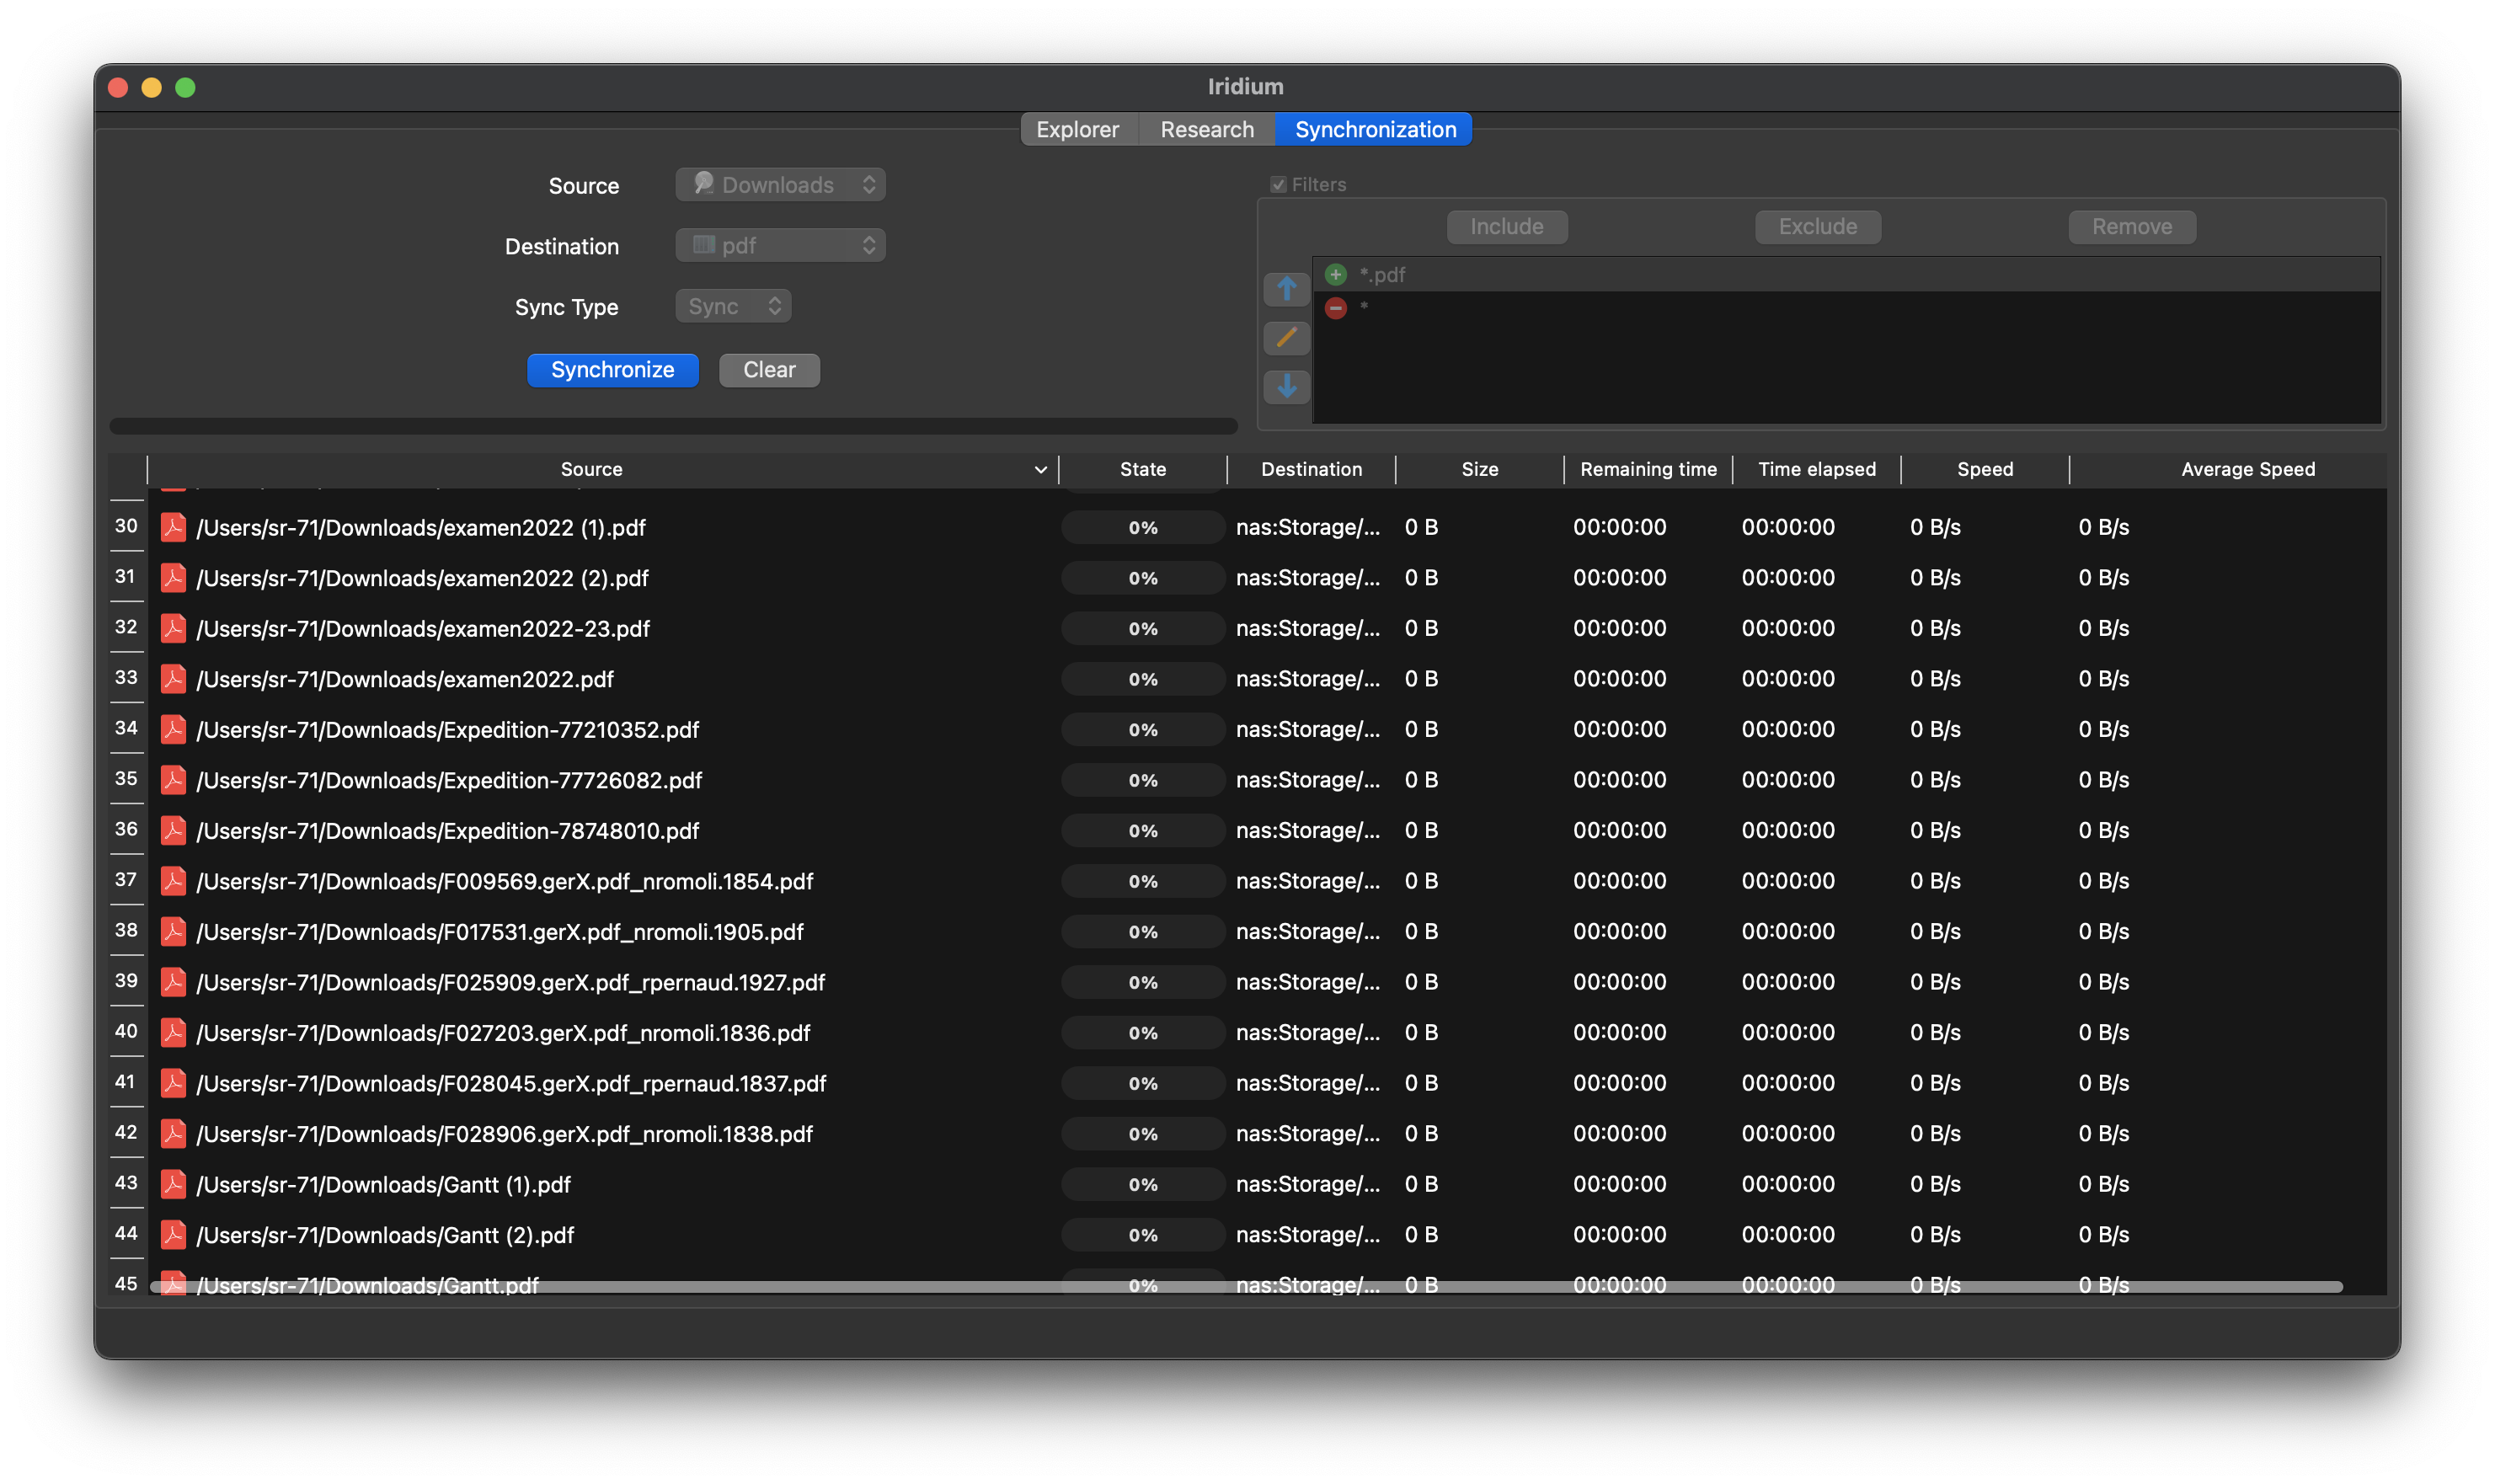 Iridium
Explorer Research Synchronization
Source Downloads
Filters
Include Exclude Remove
Destination pdf
*.pdf
*
Sync Type Sync
Synchronize Clear
Source State Destination Size Remaining time Time elapsed Speed Average Speed
30 /Users/sr-71/Downloads/examen2022 (1).pdf 0% nas:Storage/... 0 B 00:00:00 00:00:00 0 B/s 0 B/s
31 /Users/sr-71/Downloads/examen2022 (2).pdf 0% nas:Storage/... 0 B 00:00:00 00:00:00 0 B/s 0 B/s
32 /Users/sr-71/Downloads/examen2022-23.pdf 0% nas:Storage/... 0 B 00:00:00 00:00:00 0 B/s 0 B/s
33 /Users/sr-71/Downloads/examen2022.pdf 0% nas:Storage/... 0 B 00:00:00 00:00:00 0 B/s 0 B/s
34 /Users/sr-71/Downloads/Expedition-77210352.pdf 0% nas:Storage/... 0 B 00:00:00 00:00:00 0 B/s 0 B/s
35 /Users/sr-71/Downloads/Expedition-77726082.pdf 0% nas:Storage/... 0 B 00:00:00 00:00:00 0 B/s 0 B/s
36 /Users/sr-71/Downloads/Expedition-78748010.pdf 0% nas:Storage/... 0 B 00:00:00 00:00:00 0 B/s 0 B/s
37 /Users/sr-71/Downloads/F009569.gerX.pdf_nromoli.1854.pdf 0% nas:Storage/... 0 B 00:00:00 00:00:00 0 B/s 0 B/s
38 /Users/sr-71/Downloads/F017531.gerX.pdf_nromoli.1905.pdf 0% nas:Storage/... 0 B 00:00:00 00:00:00 0 B/s 0 B/s
39 /Users/sr-71/Downloads/F025909.gerX.pdf_rpernaud.1927.pdf 0% nas:Storage/... 0 B 00:00:00 00:00:00 0 B/s 0 B/s
40 /Users/sr-71/Downloads/F027203.gerX.pdf_nromoli.1836.pdf 0% nas:Storage/... 0 B 00:00:00 00:00:00 0 B/s 0 B/s
41 /Users/sr-71/Downloads/F028045.gerX.pdf_rpernaud.1837.pdf 0% nas:Storage/... 0 B 00:00:00 00:00:00 0 B/s 0 B/s
42 /Users/sr-71/Downloads/F028906.gerX.pdf_nromoli.1838.pdf 0% nas:Storage/... 0 B 00:00:00 00:00:00 0 B/s 0 B/s
43 /Users/sr-71/Downloads/Gantt (1).pdf 0% nas:Storage/... 0 B 00:00:00 00:00:00 0 B/s 0 B/s
44 /Users/sr-71/Downloads/Gantt (2).pdf 0% nas:Storage/... 0 B 00:00:00 00:00:00 0 B/s 0 B/s
45 /Users/sr-71/Downloads/Gantt.pdf 0% nas:Storage/... 0 B 00:00:00 00:00:00 0 B/s 0 B/s